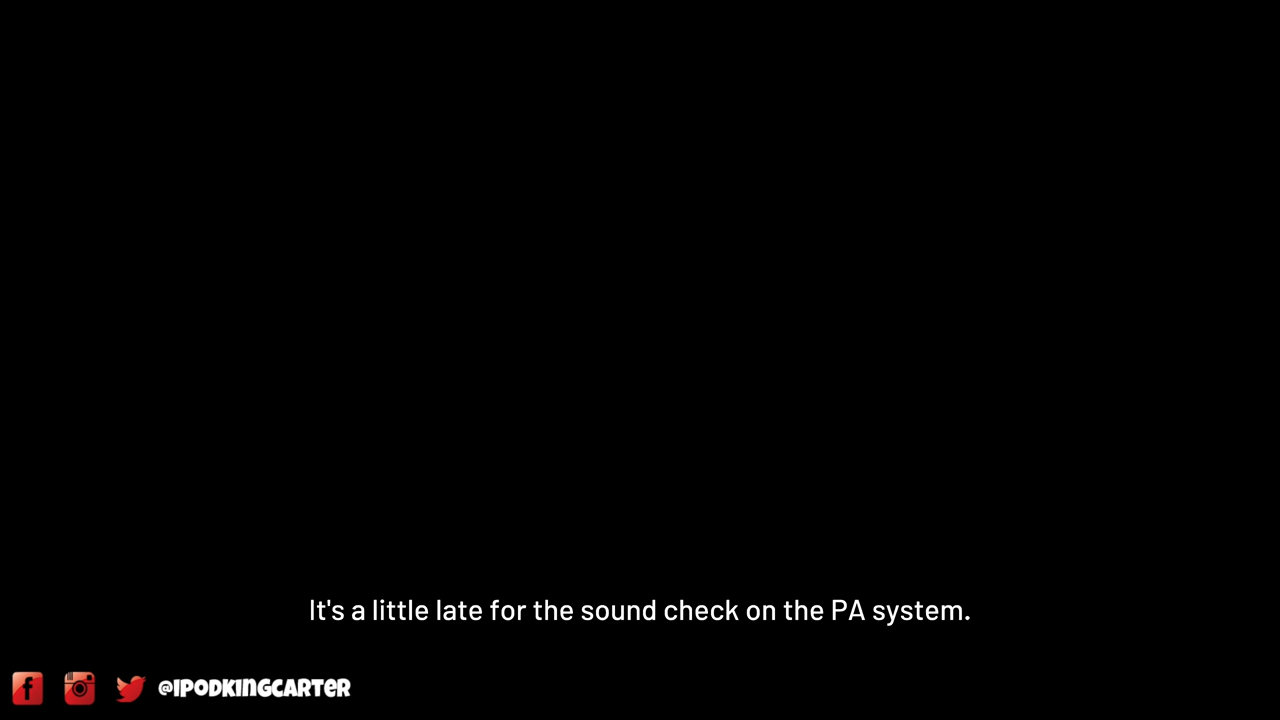 It's a little late for the sound check on the PA system.
@IPODKINGCARTER